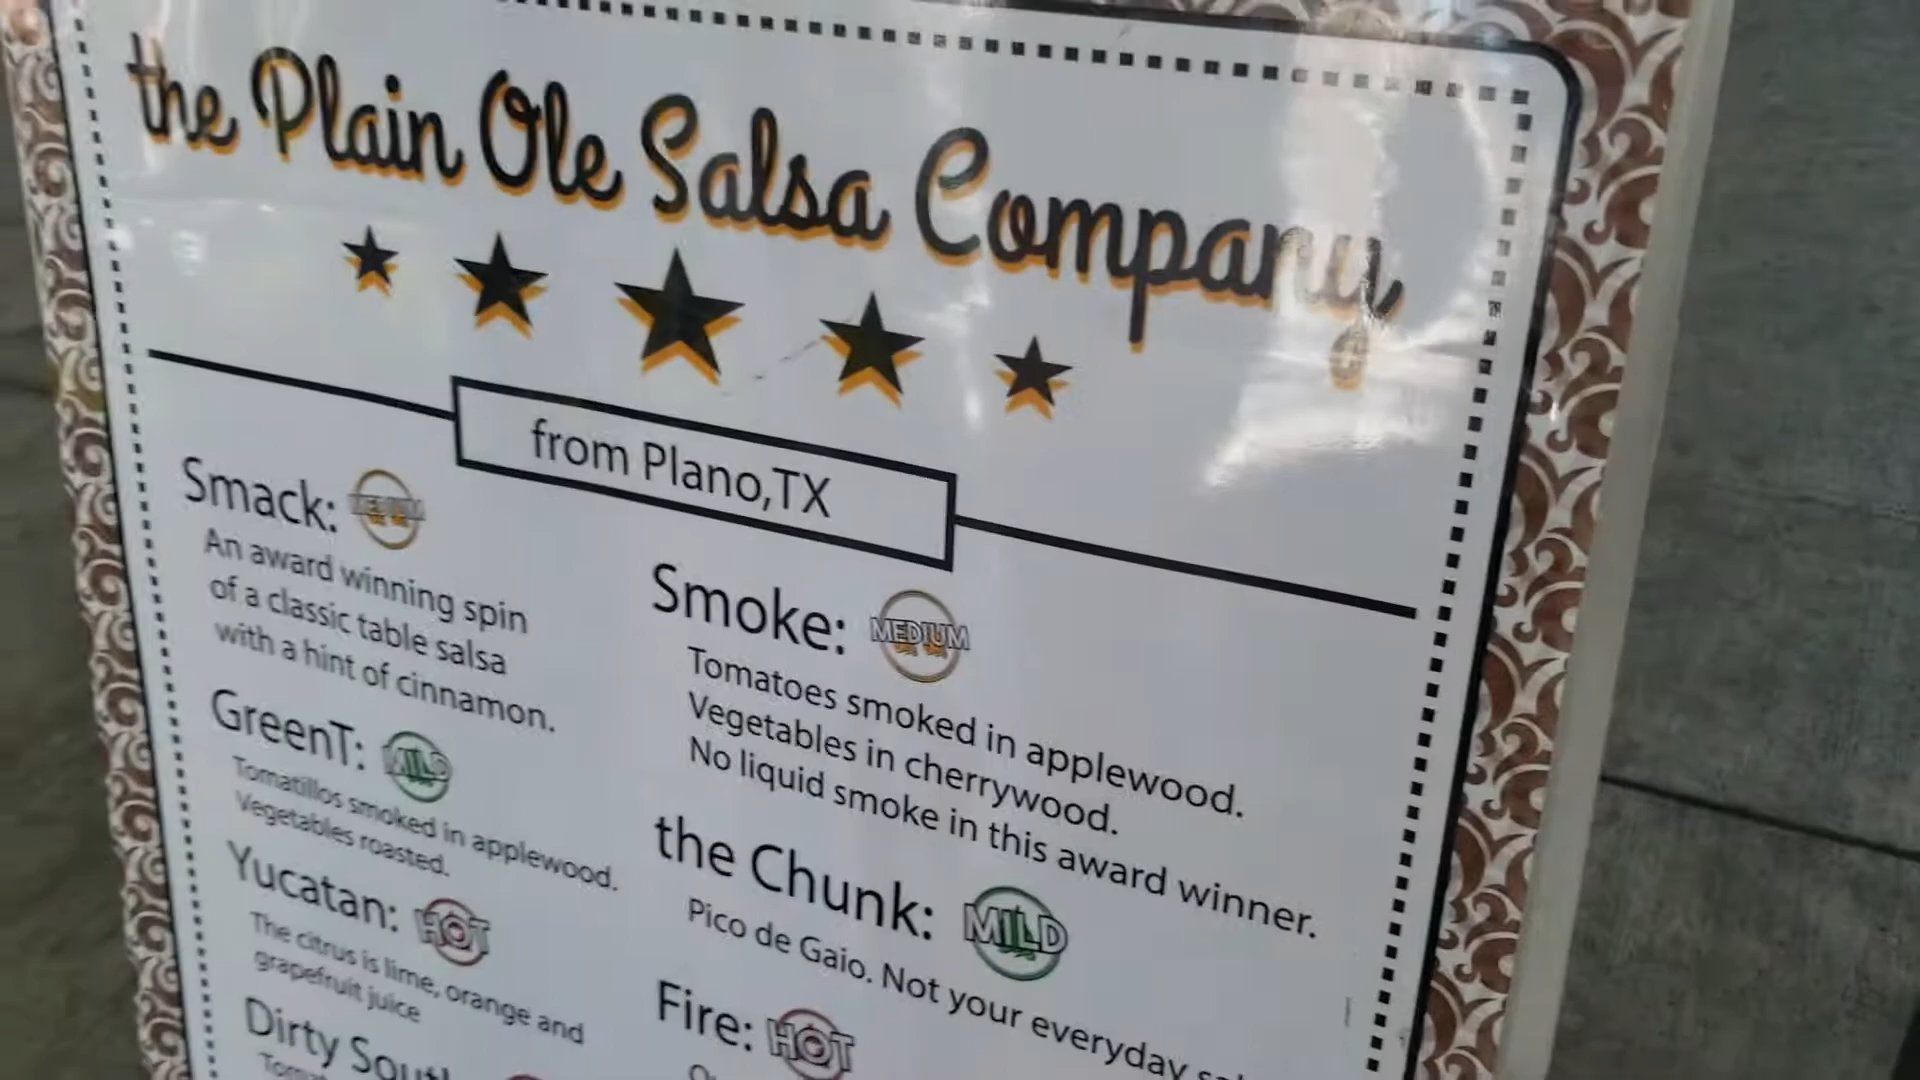 the Plain Ole Salsa Company
from Plano,TX
Smack: MEDIUM
An award winning spin
of a classic table salsa
with a hint of cinnamon.
GreenT: MILD
Tomatillos smoked in applewood.
Vegetables roasted.
Yucatan: HOT
The citrus is lime, orange and
grapefruit juice
Dirty South
Smoke: MEDIUM
Tomatoes smoked in applewood.
Vegetables in cherrywood.
No liquid smoke in this award winner.
the Chunk: MILD
Pico de Gaio. Not your everyday
Fire: HOT